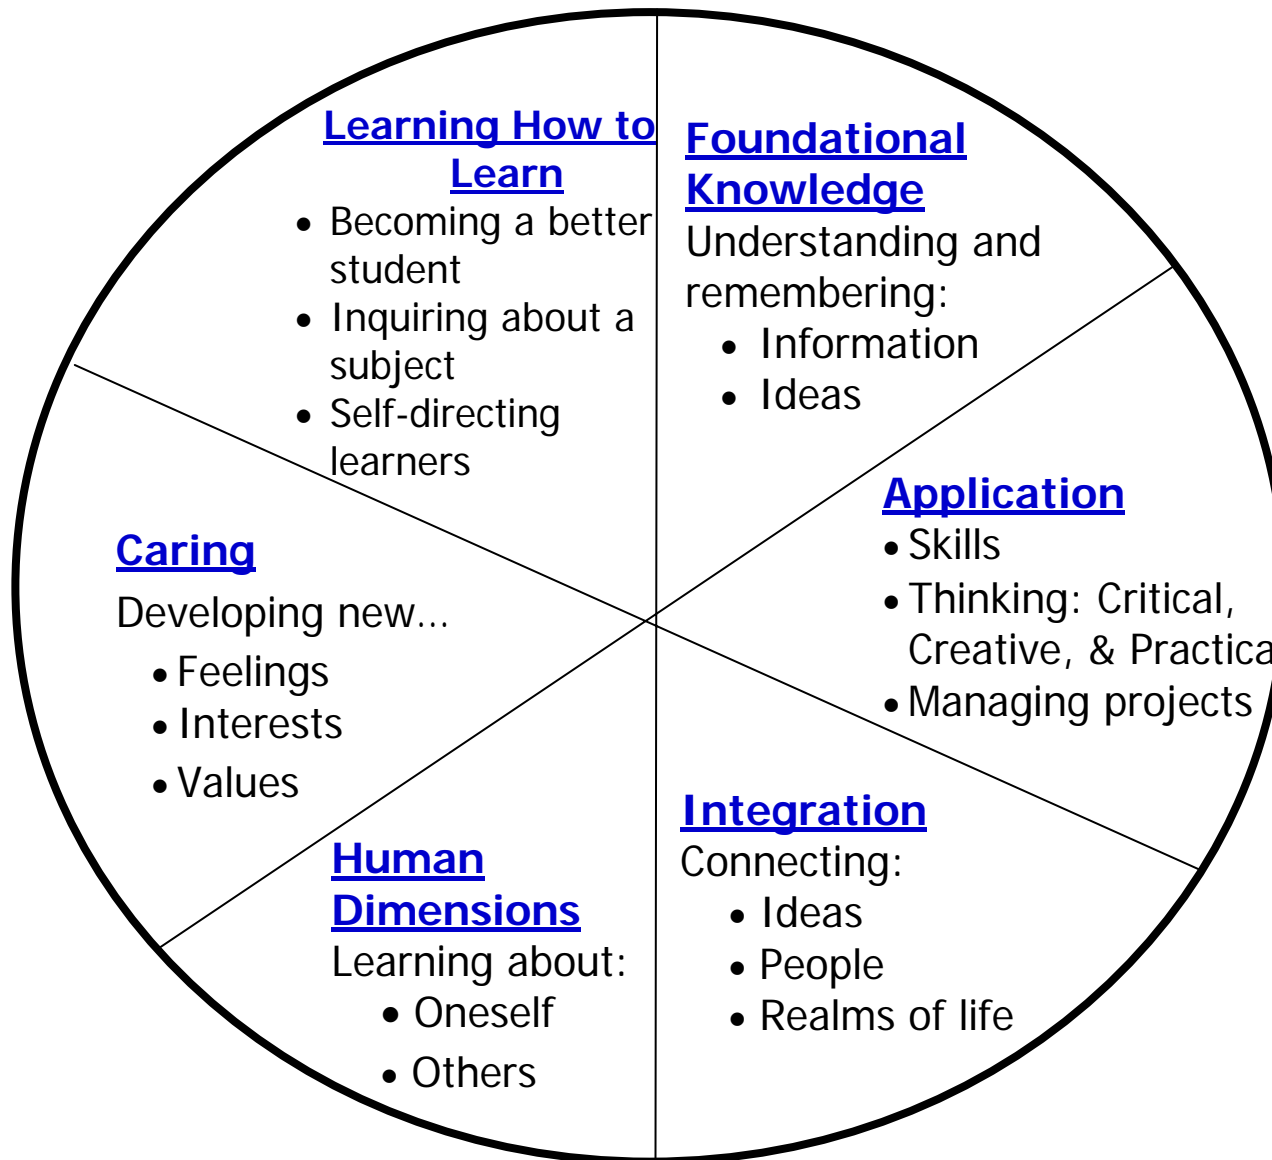 Learning How to
Learn
• Becoming a better
student
• Inquiring about a
subject
• Self-directing
learners
Foundational
Knowledge
Understanding and
remembering:
• Information
• Ideas
Application
• Skills
• Thinking: Critical,
Creative, & Practica
• Managing projects
Integration
Connecting:
• Ideas
• People
• Realms of life
Human
Dimensions
Learning about:
• Oneself
• Others
Caring
Developing new...
• Feelings
• Interests
• Values